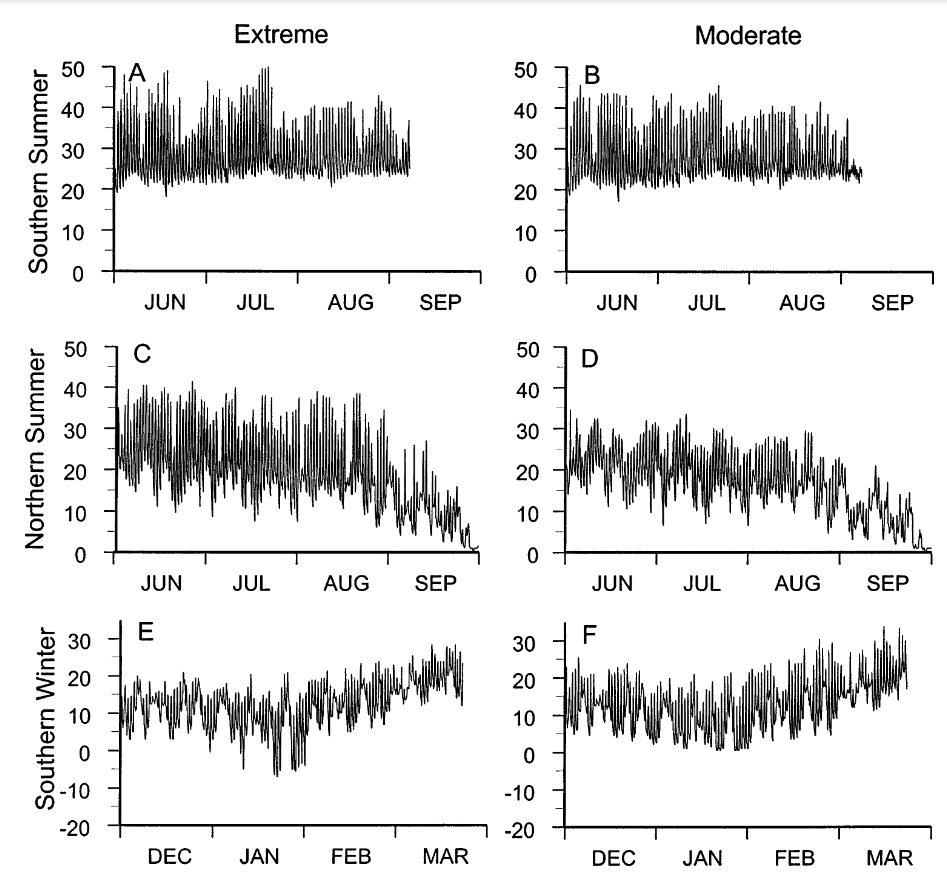 Extreme Moderate
Southern Summer
A
50
40
30
20
10
0
JUN JUL AUG SEP
B
50
40
30
20
10
0
JUN JUL AUG SEP
Northern Summer
C
50
40
30
20
10
0
JUN JUL AUG SEP
D
50
40
30
20
10
0
JUN JUL AUG SEP
Southern Winter
E
30
20
10
0
-10
-20
DEC JAN FEB MAR
F
30
20
10
0
-10
-20
DEC JAN FEB MAR